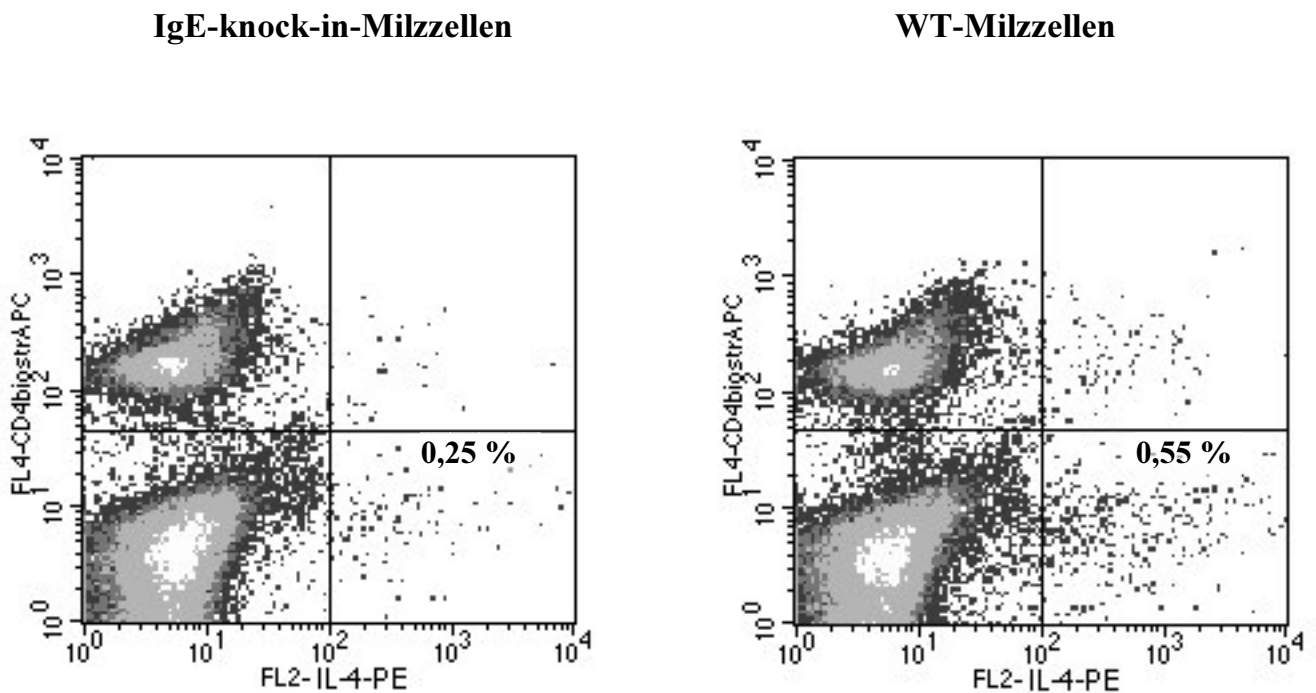 IgE-knock-in-Milzzellen
WT-Milzzellen
10^4
10^3
10^2
10^1
10^0
FL4-CD4biostrAPC
0,25 %
10^0 10^1 10^2 10^3 10^4
FL2-IL-4-PE
10^4
10^3
10^2
10^1
10^0
FL4-CD4biostrAPC
0,55 %
10^0 10^1 10^2 10^3 10^4
FL2-IL-4-PE